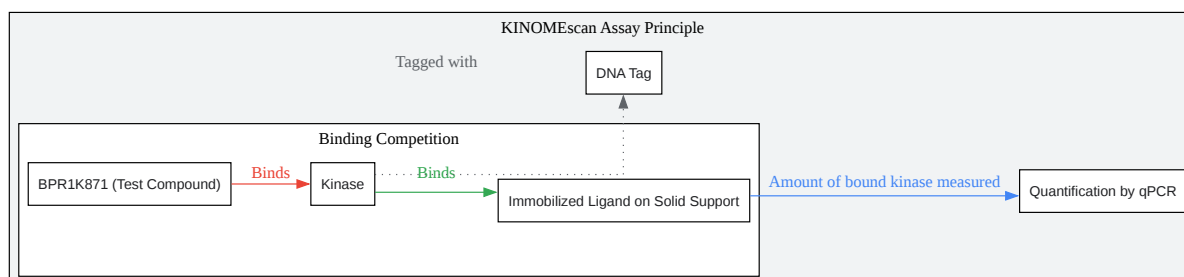 KINOMEscan Assay Principle
Tagged with
DNA Tag
Binding Competition
BPR1K871 (Test Compound)
Binds
Kinase
Binds
Immobilized Ligand on Solid Support
Amount of bound kinase measured
Quantification by qPCR